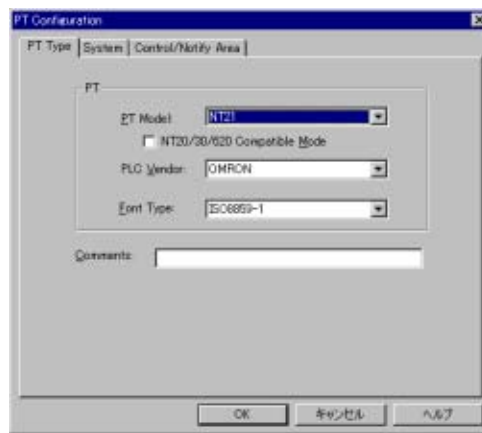 PT Configuration
PT Type System Control/Notify Area
PT
PT Model: NT21
NT20/30/620 Compatible Mode
PLC Vendor: OMRON
Font Type: ISO8859-1
Comments:
OK キャンセル ヘルプ